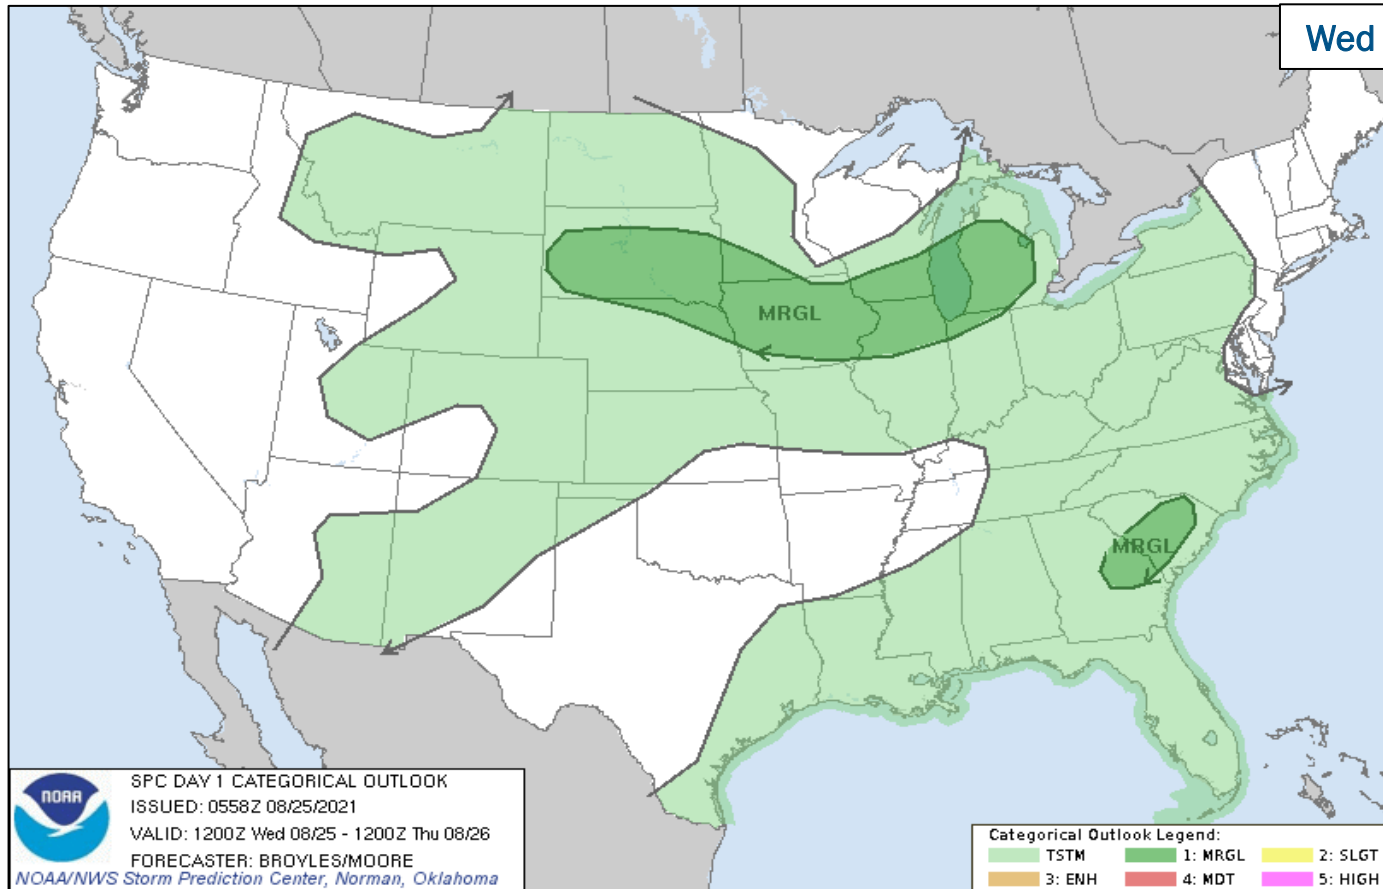 Wed
MRGL
MRGL
NOAA
SPC DAY 1 CATEGORICAL OUTLOOK
ISSUED: 0558Z 08/25/2021
VALID: 1200Z Wed 08/25 - 1200Z Thu 08/26
FORECASTER: BROYLES/MOORE
NOAA/NWS Storm Prediction Center, Norman, Oklahoma
Categorical Outlook Legend:
TSTM 1: MRGL 2: SLGT
3: ENH 4: MDT 5: HIGH